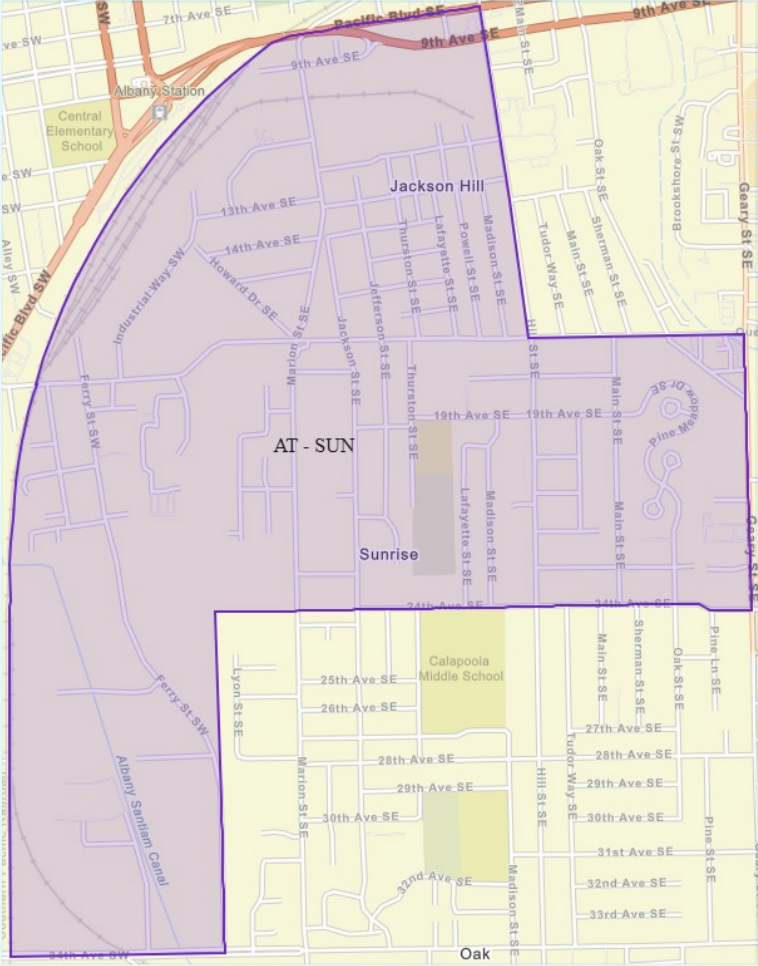 SW
7th Ave SE
Pacific Blvd SE
9th Ave SE
Main St SE
9th Ave SE
ve SW
9th Ave SE
Albany Station
Central
Elementary
School
Oak St SE
Brookshore St SW
e SW
Jackson Hill
Geary St SE
SW
13th Ave SE
14th Ave SE
Alley SW
Industrial Way SW
Howard Dr SE
Thurston St SE
Lafayette St SE
Powell St SE
Madison St SE
Tudor Way SE
Main St SE
Sherman St SE
cific Blvd SW
Marion St SE
Jackson St SE
Jefferson St SE
Hill St SE
Que
Ferry St SW
Thurston St SE
Main St SE
Pine Meadow Dr SE
19th Ave SE
19th Ave SE
AT - SUN
Lafayette St SE
Madison St SE
Main St SE
Geary St SE
Sunrise
24th Ave SE
24th Ave SE
Lyon St SE
Calapooia
Middle School
Main St SE
Sherman St SE
Oak St SE
Pine Ln SE
25th Ave SE
26th Ave SE
Ferry St SW
27th Ave SE
28th Ave SE
28th Ave SE
Albany Santiam Canal
Marion St SE
Hill St SE
Tudor Way SE
29th Ave SE
29th Ave SE
30th Ave SE
30th Ave SE
Pine St SE
31st Ave SE
32nd Ave SE
Madison St SE
32nd Ave SE
33rd Ave SE
34th Ave SW
Oak